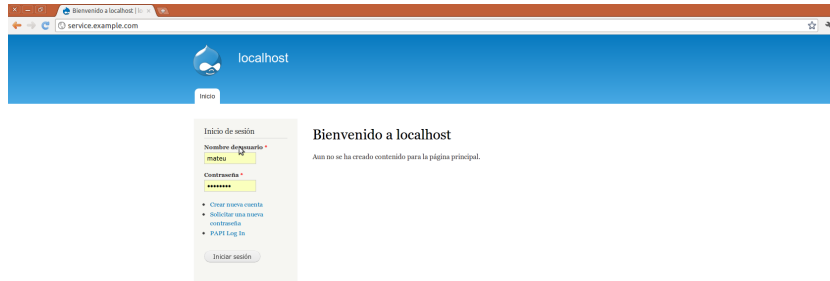 Bienvenido a localhost | lo
service.example.com
localhost
Inicio
Inicio de sesión
Nombre de usuario *
mateu
Contraseña *
••••••••
Crear nueva cuenta
Solicitar una nueva
contraseña
PAPI Log In
Iniciar sesión
Bienvenido a localhost
Aun no se ha creado contenido para la página principal.